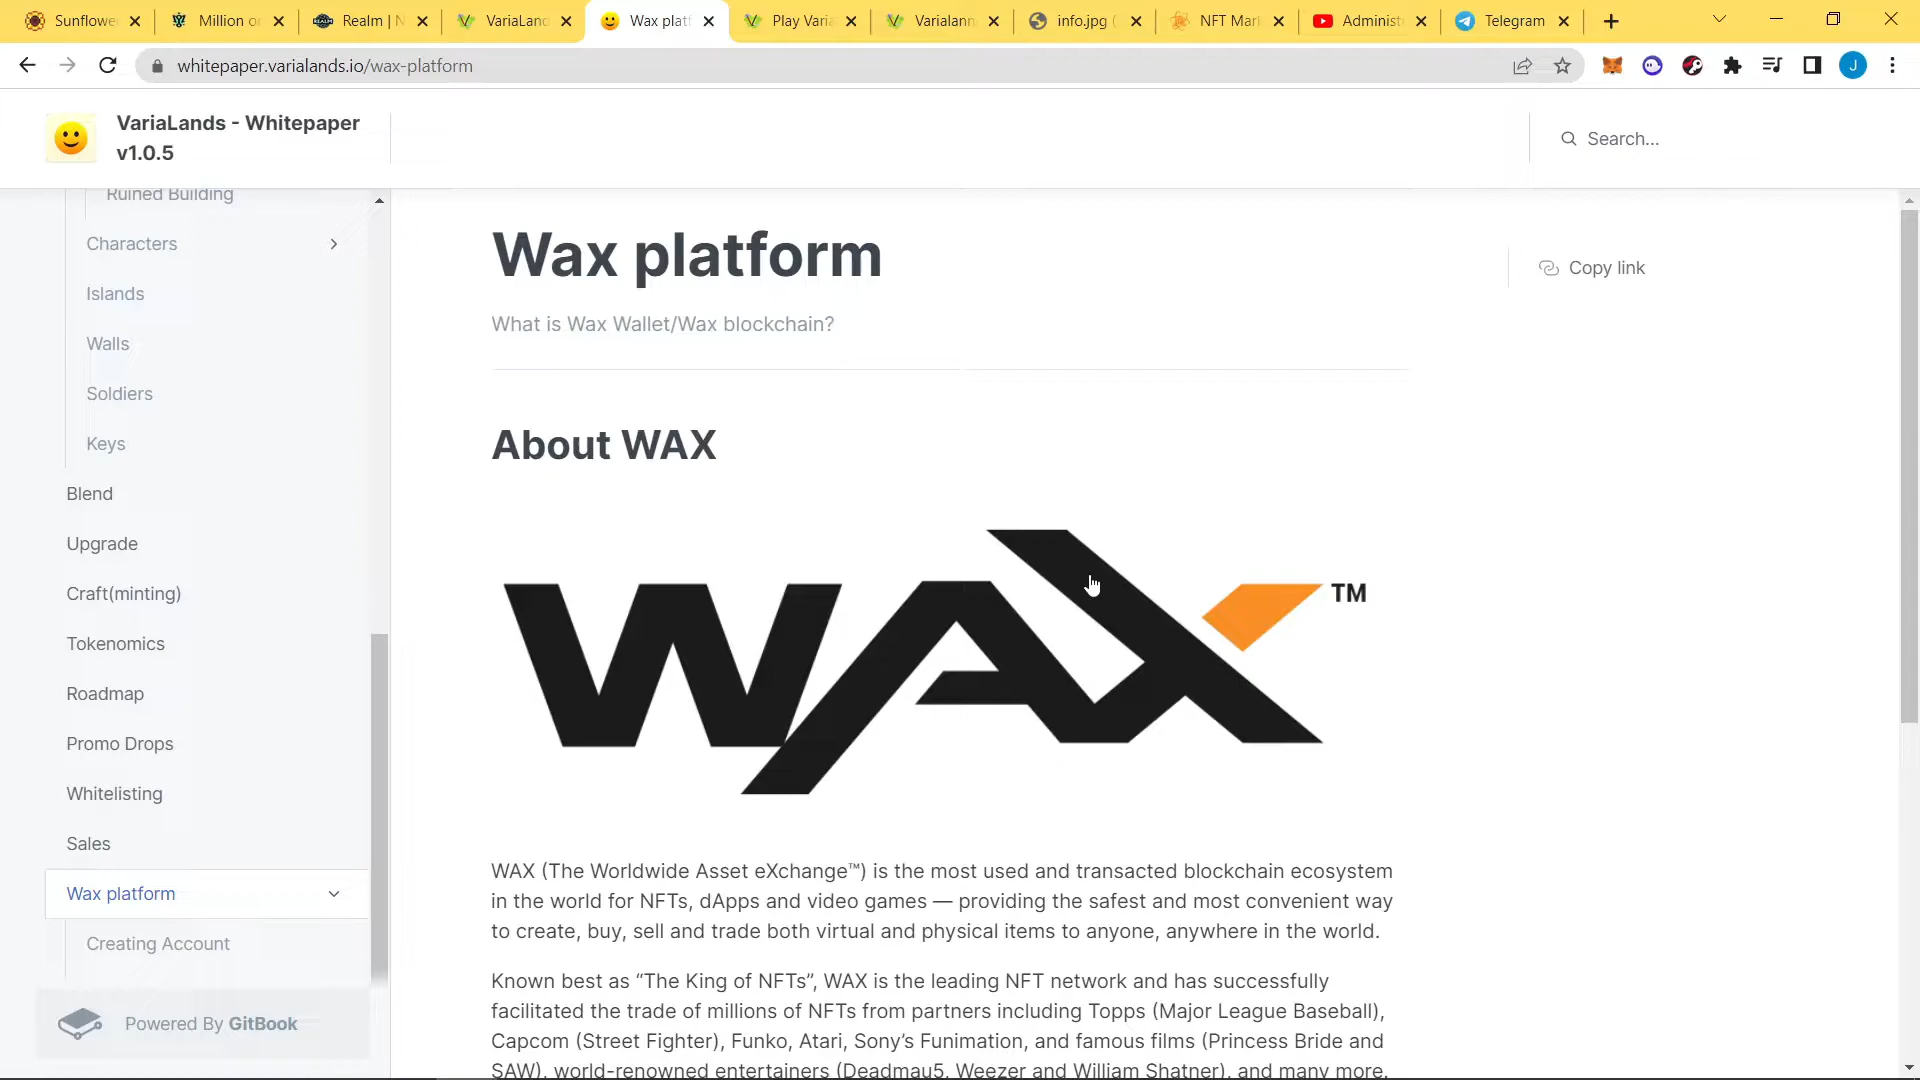 Sunflowe
Million o
Realm | N
VariaLand
Wax platf
Play Varia
Varialann
info.jpg (
NFT Mar
Administ
Telegram
whitepaper.varialands.io/wax-platform
J
VariaLands - Whitepaper
v1.0.5
Search...
Ruined Building
Characters
Islands
Walls
Soldiers
Keys
Blend
Upgrade
Craft(minting)
Tokenomics
Roadmap
Promo Drops
Whitelisting
Sales
Wax platform
Creating Account
Powered By GitBook
Wax platform
Copy link
What is Wax Wallet/Wax blockchain?
About WAX
WAX TM
WAX (The Worldwide Asset eXchange™) is the most used and transacted blockchain ecosystem
in the world for NFTs, dApps and video games — providing the safest and most convenient way
to create, buy, sell and trade both virtual and physical items to anyone, anywhere in the world.
Known best as “The King of NFTs”, WAX is the leading NFT network and has successfully
facilitated the trade of millions of NFTs from partners including Topps (Major League Baseball),
Capcom (Street Fighter), Funko, Atari, Sony’s Funimation, and famous films (Princess Bride and
SAW), world-renowned entertainers (Deadmau5, Weezer and William Shatner), and many more.